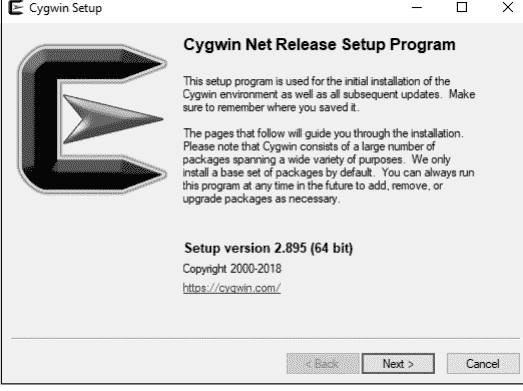 Cygwin Setup
Cygwin Net Release Setup Program
This setup program is used for the initial installation of the
Cygwin environment as well as all subsequent updates. Make
sure to remember where you saved it.
The pages that follow will guide you through the installation.
Please note that Cygwin consists of a large number of
packages spanning a wide variety of purposes. We only
install a base set of packages by default. You can always run
this program at any time in the future to add, remove, or
upgrade packages as necessary.
Setup version 2.895 (64 bit)
Copyright 2000-2018
https://cygwin.com/
< Back Next > Cancel